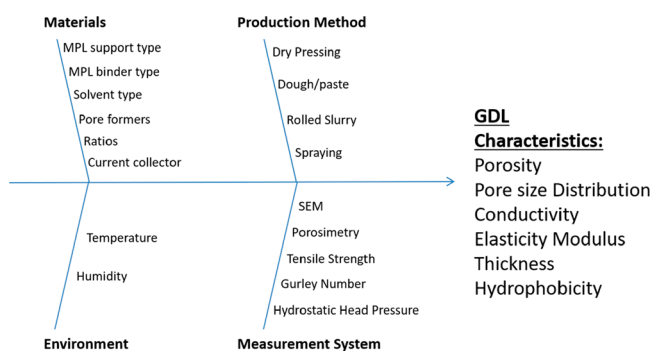 Materials
MPL support type
MPL binder type
Solvent type
Pore formers
Ratios
Current collector
Production Method
Dry Pressing
Dough/paste
Rolled Slurry
Spraying
GDL
Characteristics:
Porosity
Pore size Distribution
Conductivity
Elasticity Modulus
Thickness
Hydrophobicity
Temperature
Humidity
Environment
SEM
Porosimetry
Tensile Strength
Gurley Number
Hydrostatic Head Pressure
Measurement System